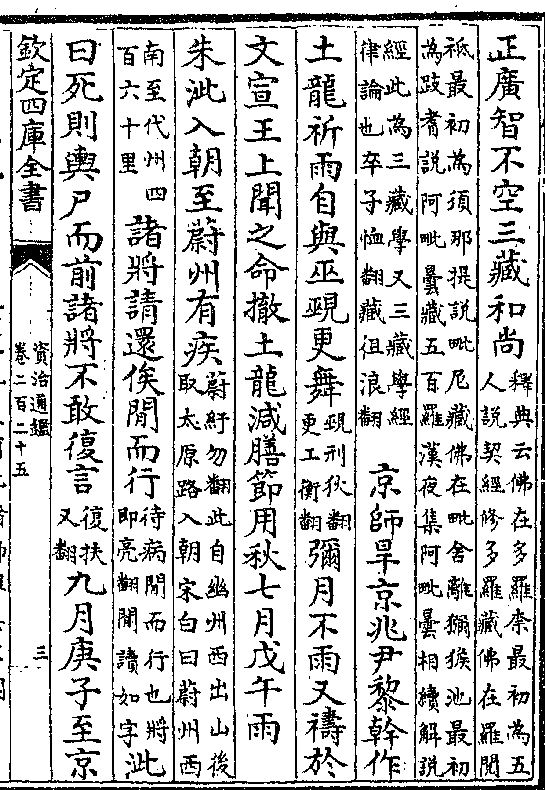 正廣智不空三藏和尚釋典云佛在多羅柰最初為五
人說契經修多羅藏佛在羅閱
祗最初為須那提說毗尼藏佛在毗舍離獼猴池最初
為跂耆說阿毗曇藏五百羅漢夜集阿毗曇相續解說
經此為三藏學又三藏學經
律論也卒子恤翻藏徂浪翻
京師旱京兆尹黎幹作
土龍祈雨自與巫覡更舞覡刑狄翻
更工衡翻
彌月不雨又禱於
文宣王上聞之命撤土龍減膳節用秋七月戊午雨
朱泚入朝至蔚州有疾蔚紆勿翻此自幽州西出山後
取太原路入朝宋白曰蔚州西
南至代州四
百六十里
諸將請還俟閒而行待病閒而行也將
即亮翻閒讀如字
泚
曰死則輿尸而前諸將不敢復言復扶
又翻
九月庚子至京
欽定四庫全書
資治通鑑
卷二百二十五
三